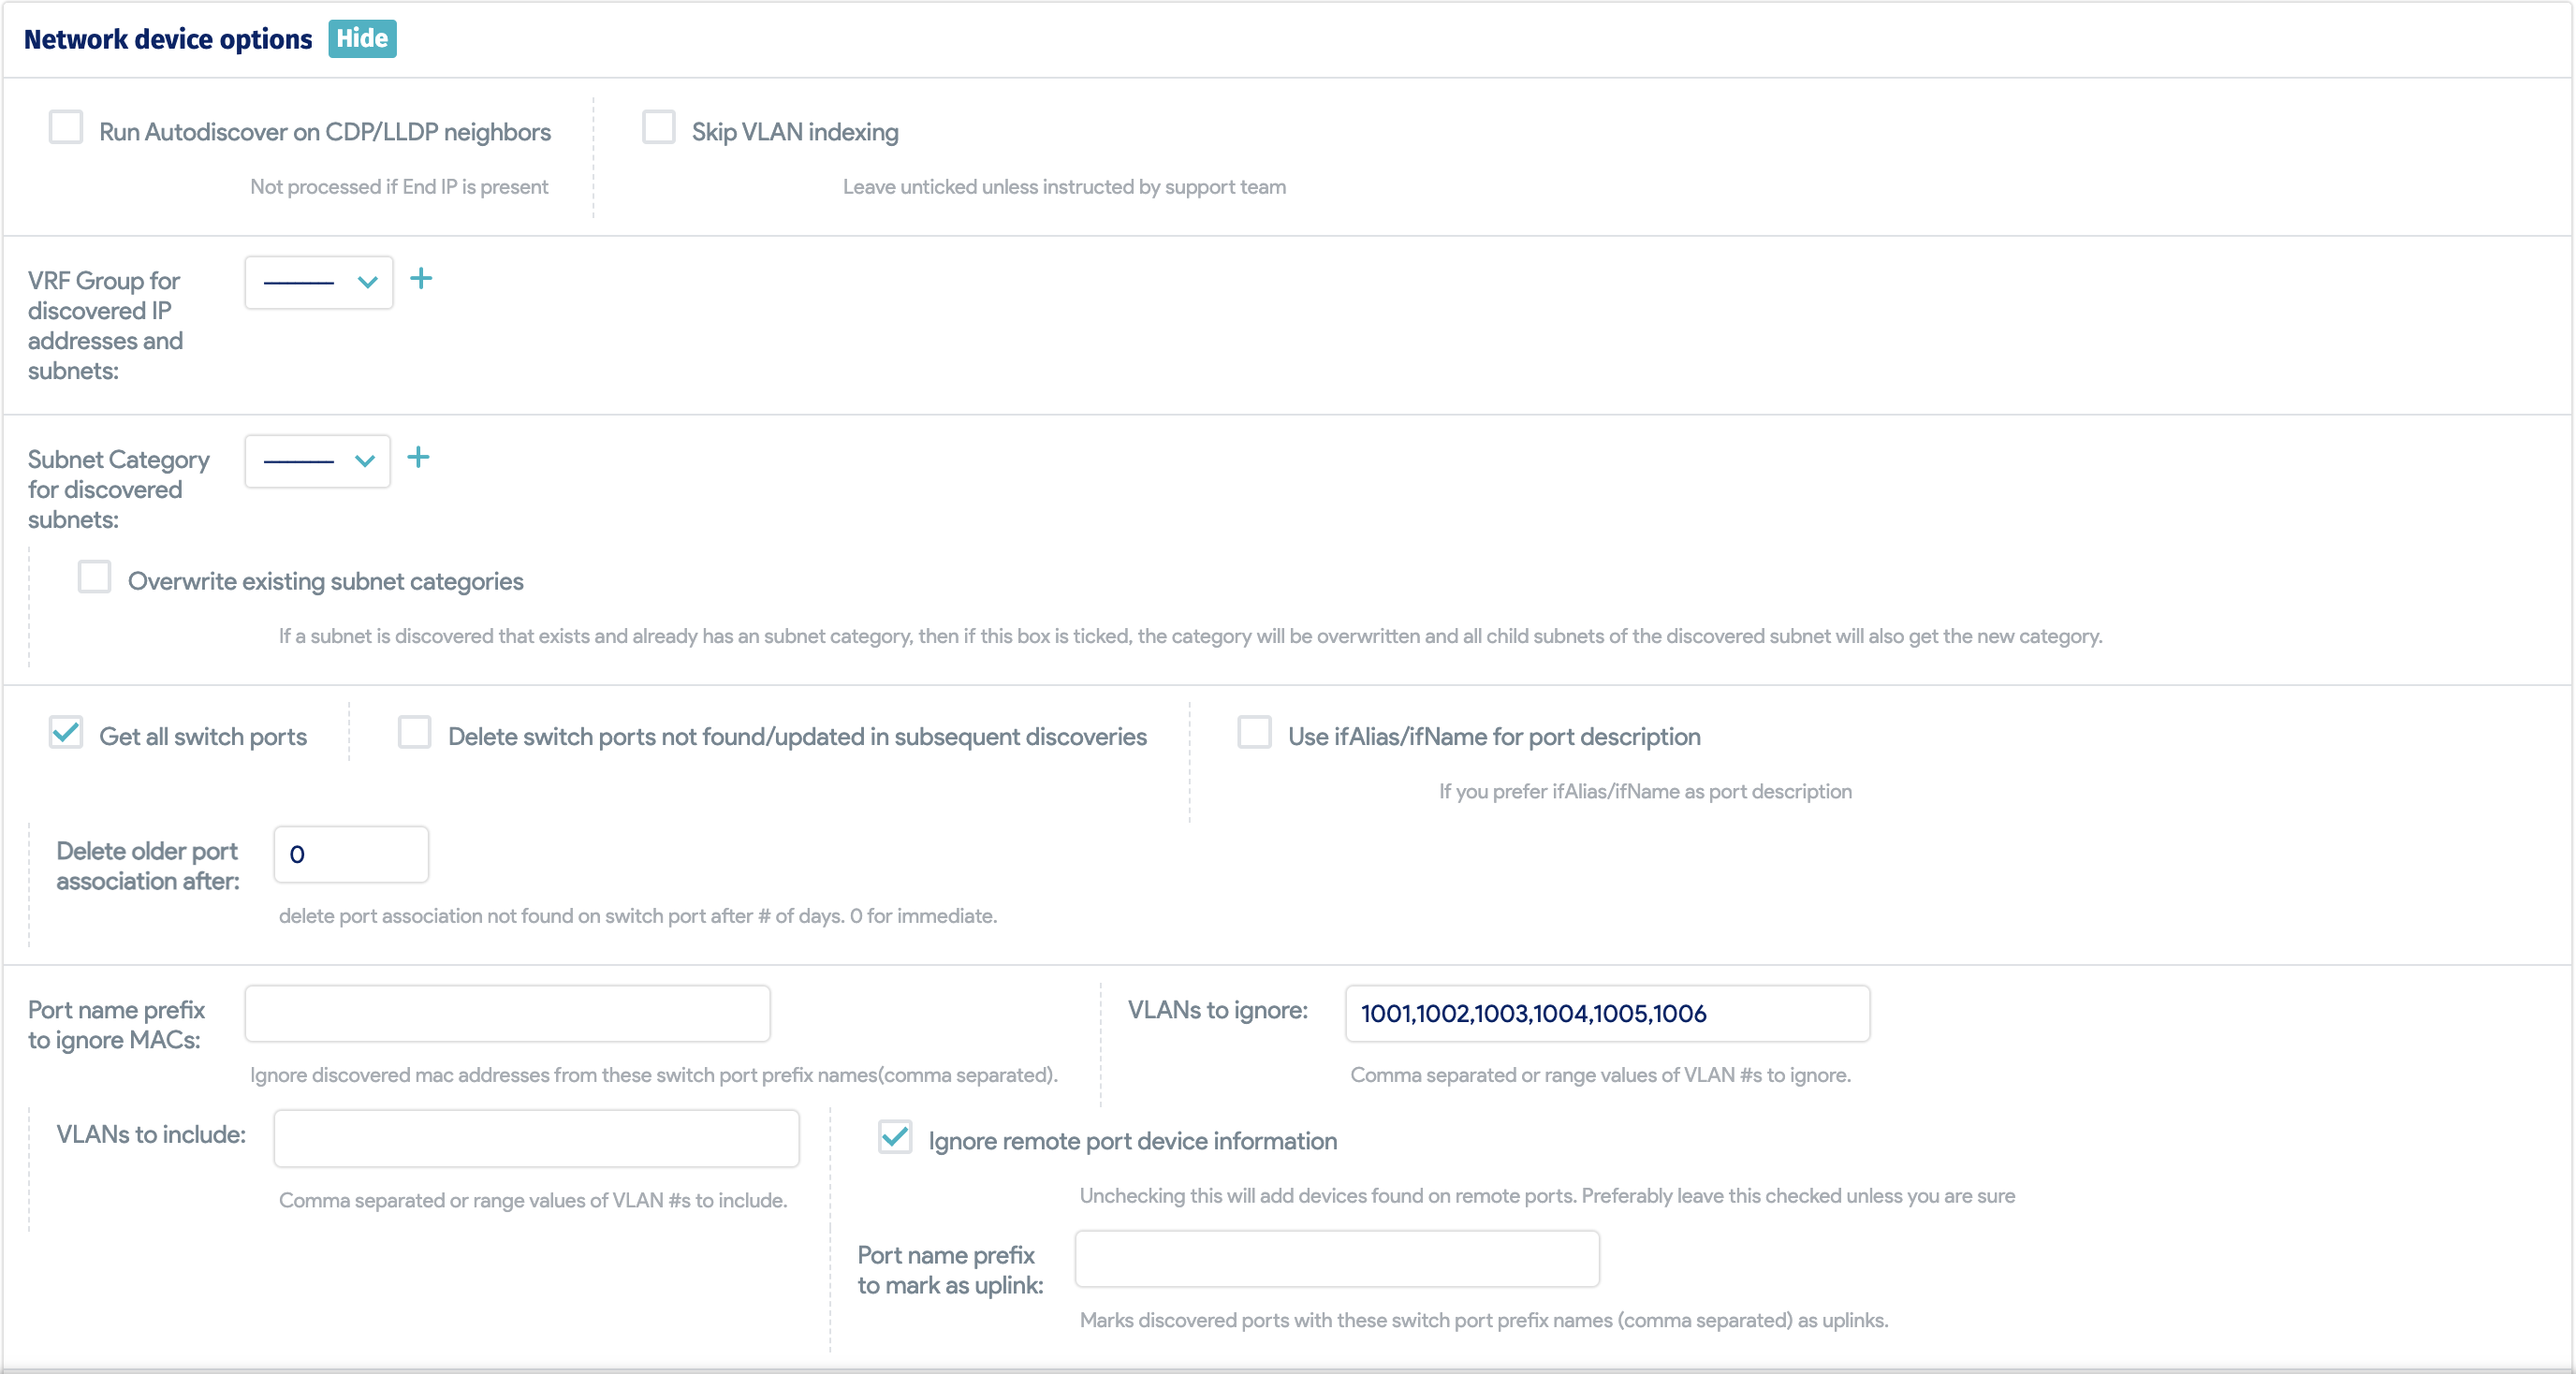 Network device options Hide
Run Autodiscover on CDP/LLDP neighbors
Not processed if End IP is present
Skip VLAN indexing
Leave unticked unless instructed by support team
VRF Group for
discovered IP
addresses and
subnets:
Subnet Category
for discovered
subnets:
Overwrite existing subnet categories
If a subnet is discovered that exists and already has an subnet category, then if this box is ticked, the category will be overwritten and all child subnets of the discovered subnet will also get the new category.
Get all switch ports
Delete switch ports not found/updated in subsequent discoveries
Use ifAlias/ifName for port description
If you prefer ifAlias/ifName as port description
Delete older port
association after:
0
delete port association not found on switch port after # of days. 0 for immediate.
Port name prefix
to ignore MACs:
Ignore discovered mac addresses from these switch port prefix names(comma separated).
VLANs to ignore:
1001,1002,1003,1004,1005,1006
Comma separated or range values of VLAN #s to ignore.
VLANs to include:
Comma separated or range values of VLAN #s to include.
Ignore remote port device information
Unchecking this will add devices found on remote ports. Preferably leave this checked unless you are sure
Port name prefix
to mark as uplink:
Marks discovered ports with these switch port prefix names (comma separated) as uplinks.